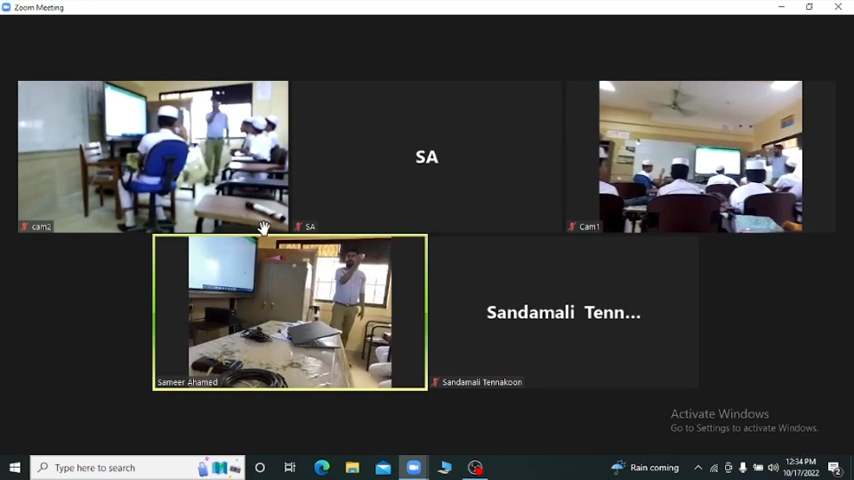 Zoom Meeting
SA
cam2
SA
Cam1
Sandamali Tenn...
Sameer Ahamed
Sandamali Tennakoon
Activate Windows
Go to Settings to activate Windows.
Type here to search
Rain coming
12:34 PM
10/17/2022
2